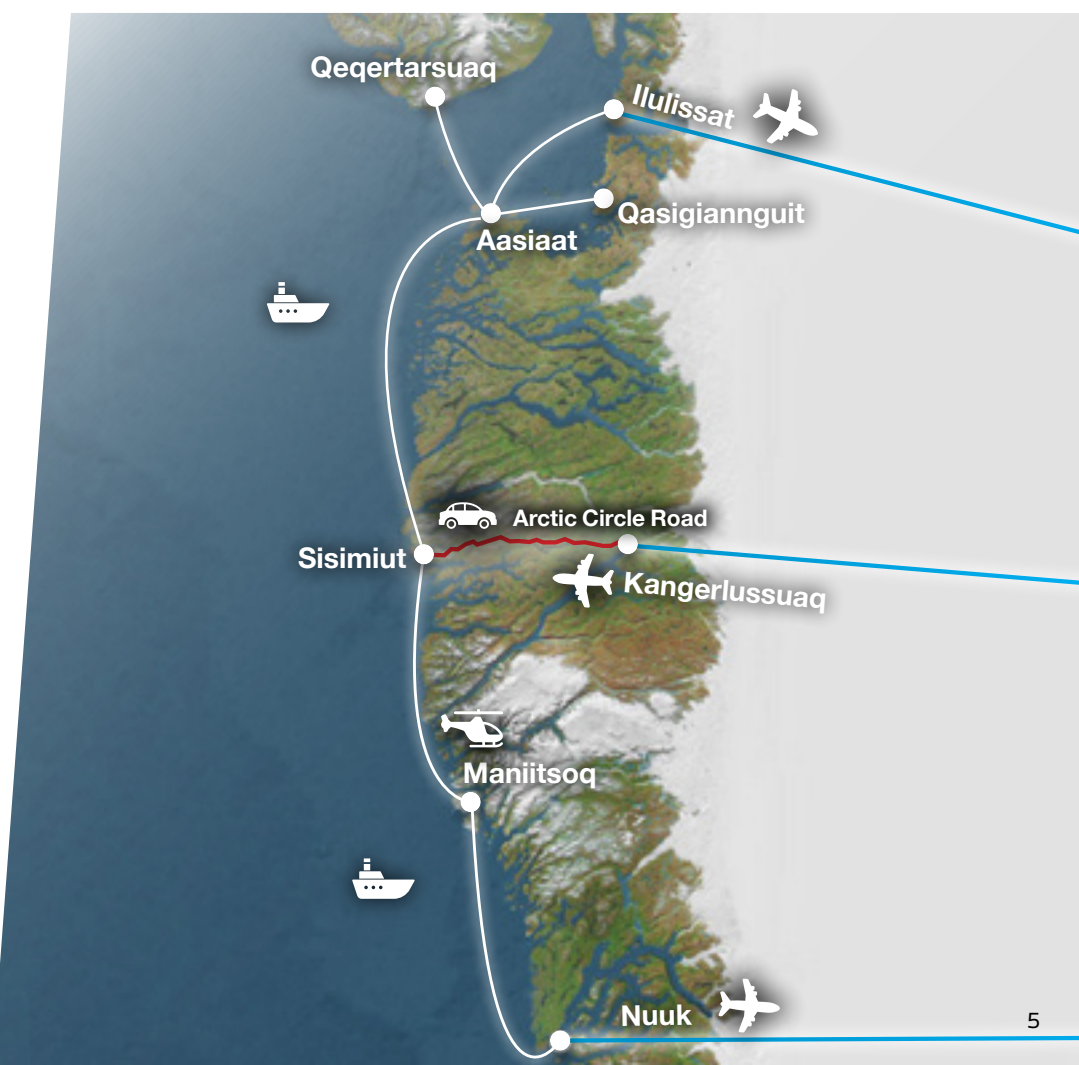 Qeqertarsuaq
Ilulissat
Qasigiannguit
Aasiaat
Arctic Circle Road
Sisimiut
Kangerlussuaq
Maniitsoq
Nuuk
5